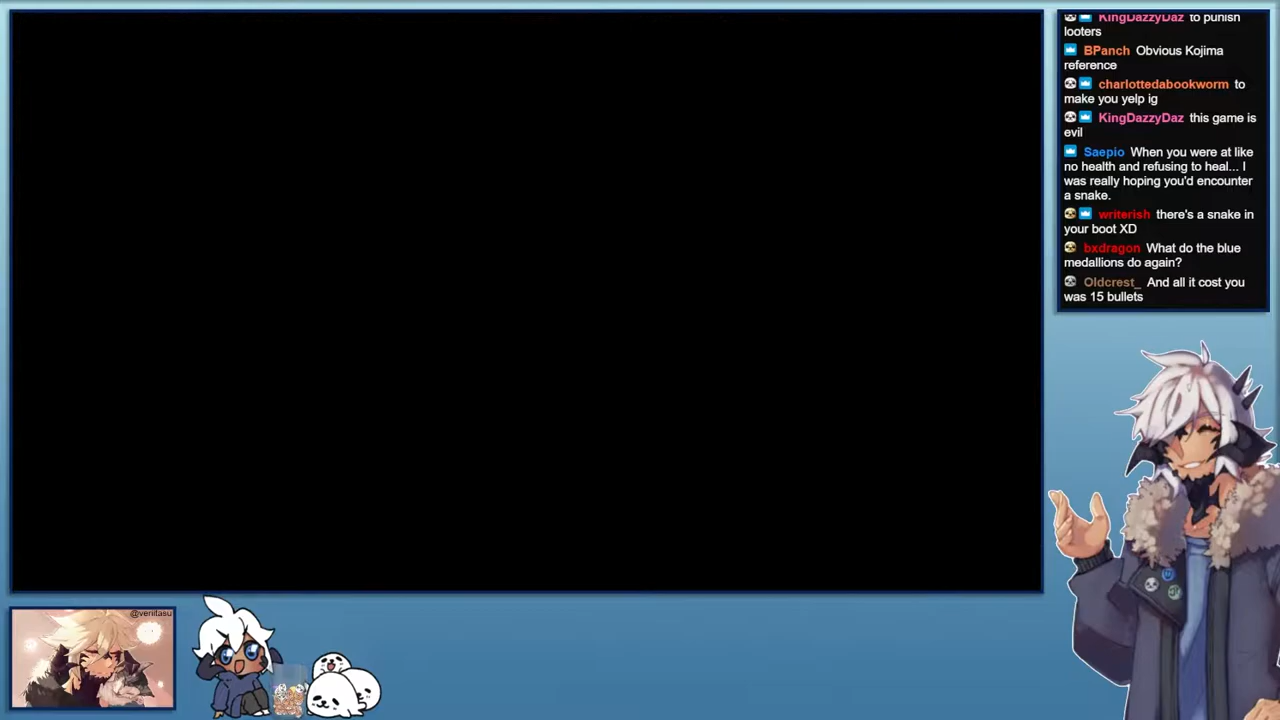 KingDazzyDaz to punish
looters
BPanch Obvious Kojima
reference
charlottedabookworm to
make you yelp ig
KingDazzyDaz this game is
evil
Saepio When you were at like
no health and refusing to heal... I
was really hoping you'd encounter
a snake.
writerish there's a snake in
your boot XD
bxdragon What do the blue
medallions do again?
Oldcrest_ And all it cost you
was 15 bullets
@veriitasu